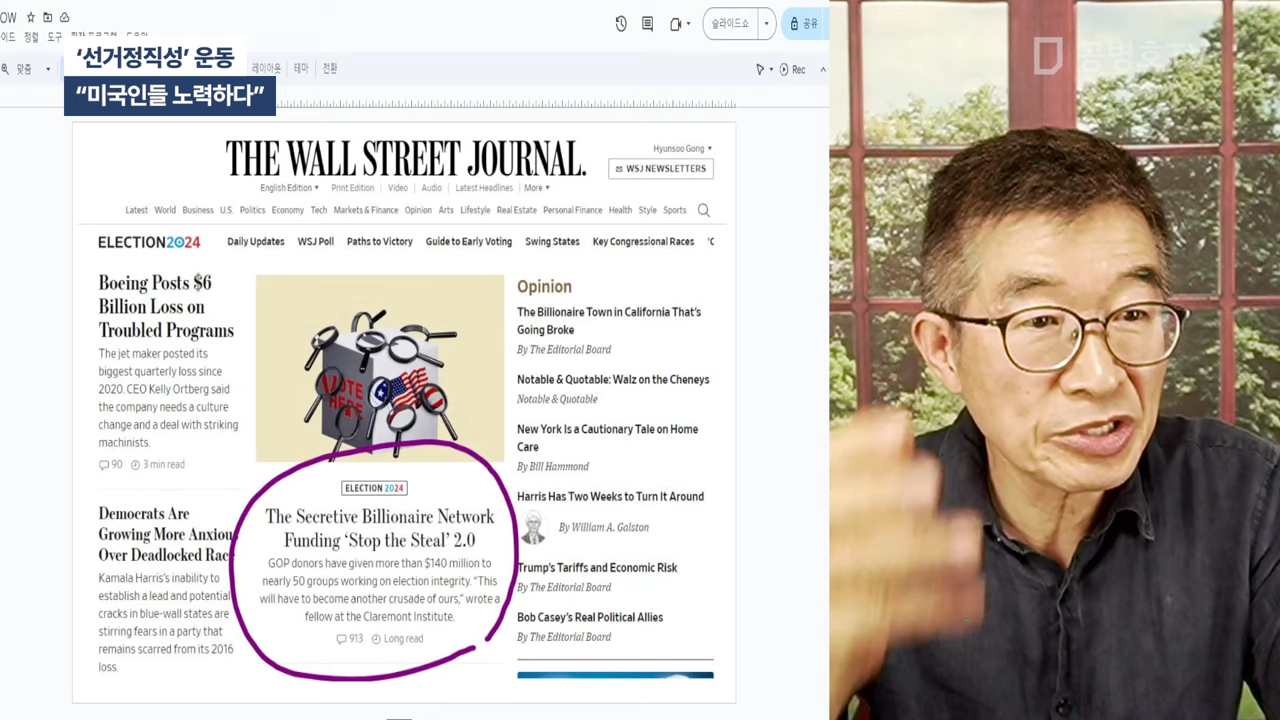 OW
도구
슬라이드쇼
공유
'선거정직성' 운동
맞춤
레이아웃
테마
전환
Rec
"미국인들 노력하다"
공병호TV
THE WALL STREET JOURNAL.
Hyunsoo Gong
WSJ NEWSLETTERS
English Edition
Print Edition
Video
Audio
Latest Headlines
More
Latest World Business U.S. Politics Economy Tech Markets & Finance Opinion Arts Lifestyle Real Estate Personal Finance Health Style Sports
ELECTION2024
Daily Updates WSJ Poll Paths to Victory Guide to Early Voting Swing States Key Congressional Races 'C
Boeing Posts $6
Billion Loss on
Troubled Programs
The jet maker posted its
biggest quarterly loss since
2020. CEO Kelly Ortberg said
the company needs a culture
change and a deal with striking
machinists.
90 3 min read
Democrats Are
Growing More Anxiou
Over Deadlocked Race
Kamala Harris's inability to
establish a lead and potential
cracks in blue-wall states are
stirring fears in a party that
remains scarred from its 2016
loss.
VOTE
HERE
ELECTION 2024
The Secretive Billionaire Network
Funding 'Stop the Steal' 2.0
GOP donors have given more than $140 million to
nearly 50 groups working on election integrity. "This
will have to become another crusade of ours," wrote a
fellow at the Claremont Institute.
913 Long read
Opinion
The Billionaire Town in California That's
Going Broke
By The Editorial Board
Notable & Quotable: Walz on the Cheneys
Notable & Quotable
New York Is a Cautionary Tale on Home
Care
By Bill Hammond
Harris Has Two Weeks to Turn It Around
By William A. Galston
Trump's Tariffs and Economic Risk
By The Editorial Board
Bob Casey's Real Political Allies
By The Editorial Board